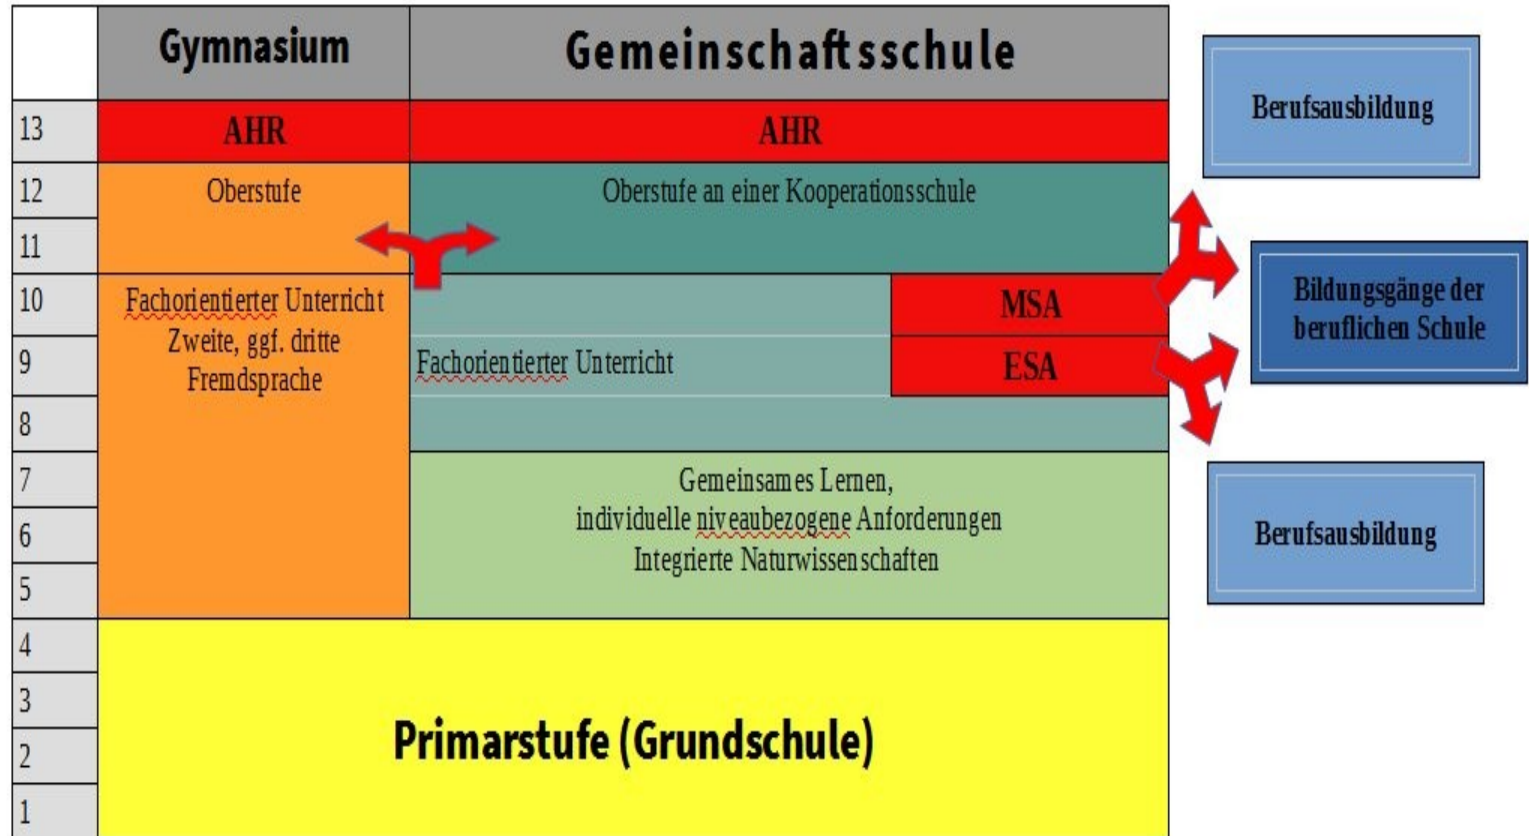 Gymnasium
Gemeinschaftsschule
Berufsausbildung
13
AHR
AHR
12
Oberstufe
Oberstufe an einer Kooperationsschule
11
10
Fachorientierter Unterricht
Zweite, ggf. dritte
Fremdsprache
MSA
Bildungsgänge der
beruflichen Schule
9
Fachorientierter Unterricht
ESA
8
7
Gemeinsames Lernen,
individuelle niveaubezogene Anforderungen
Integrierte Naturwissenschaften
6
Berufsausbildung
5
4
3
Primarstufe (Grundschule)
2
1